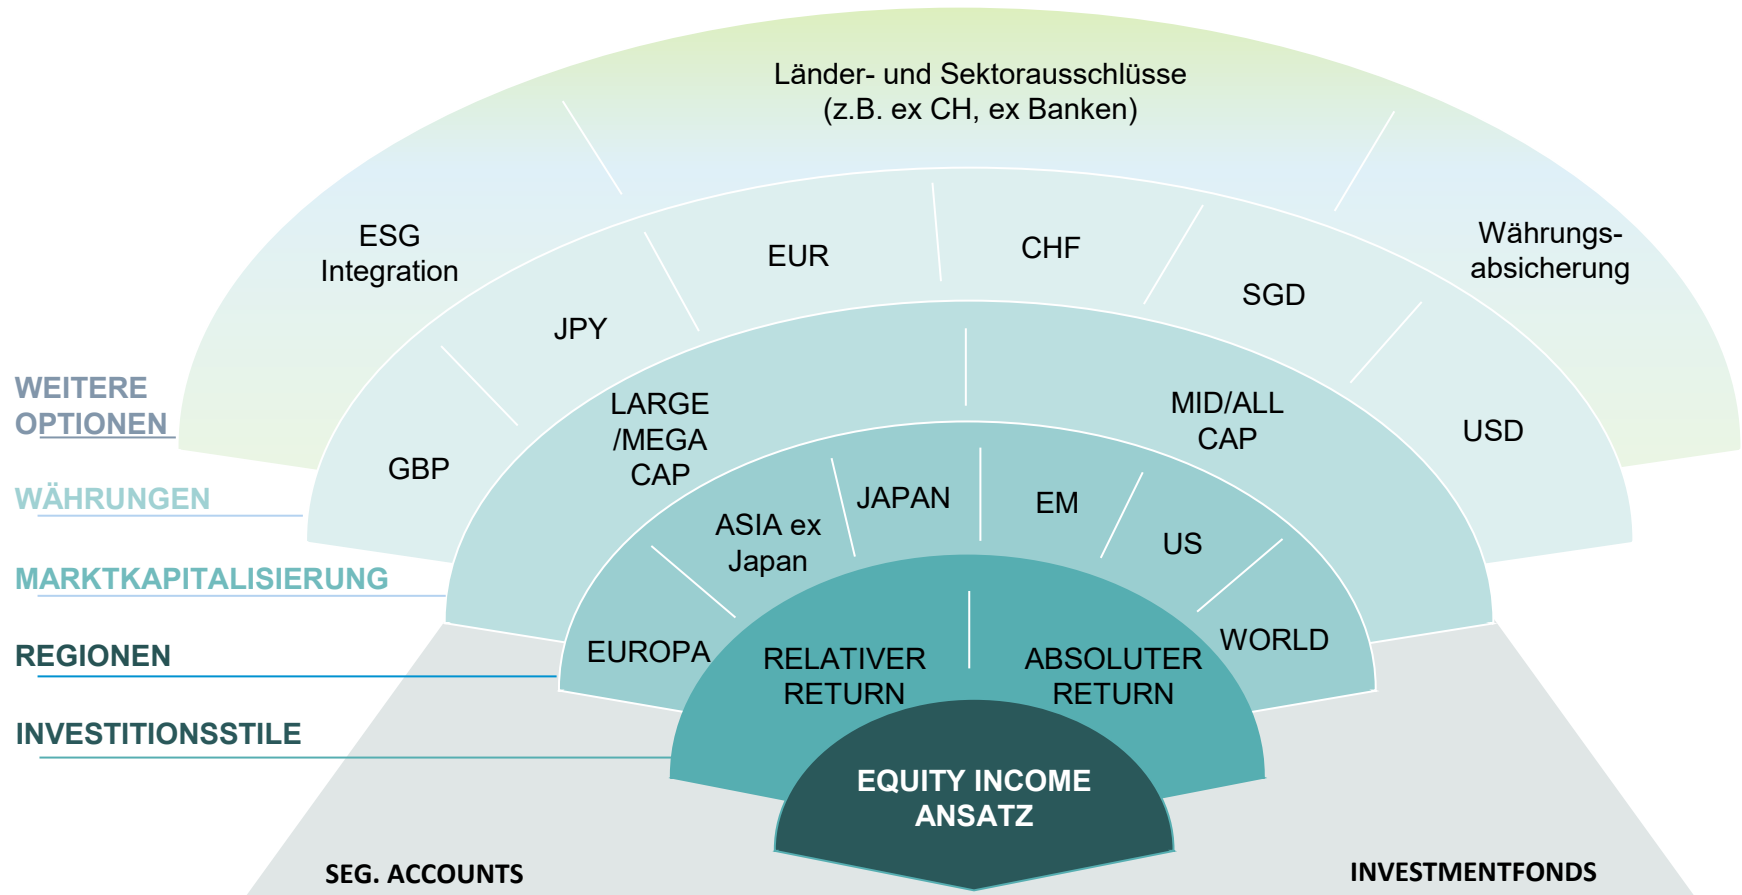 Länder- und Sektorausschlüsse
(z.B. ex CH, ex Banken)
ESG
Integration
Währungs-
absicherung
WEITERE
OPTIONEN
GBP
JPY
EUR
CHF
SGD
USD
WÄHRUNGEN
LARGE
/MEGA
CAP
MID/ALL
CAP
MARKTKAPITALISIERUNG
EUROPA
ASIA ex
Japan
JAPAN
EM
US
WORLD
REGIONEN
RELATIVER
RETURN
ABSOLUTER
RETURN
INVESTITIONSSTILE
EQUITY INCOME
ANSATZ
SEG. ACCOUNTS
INVESTMENTFONDS